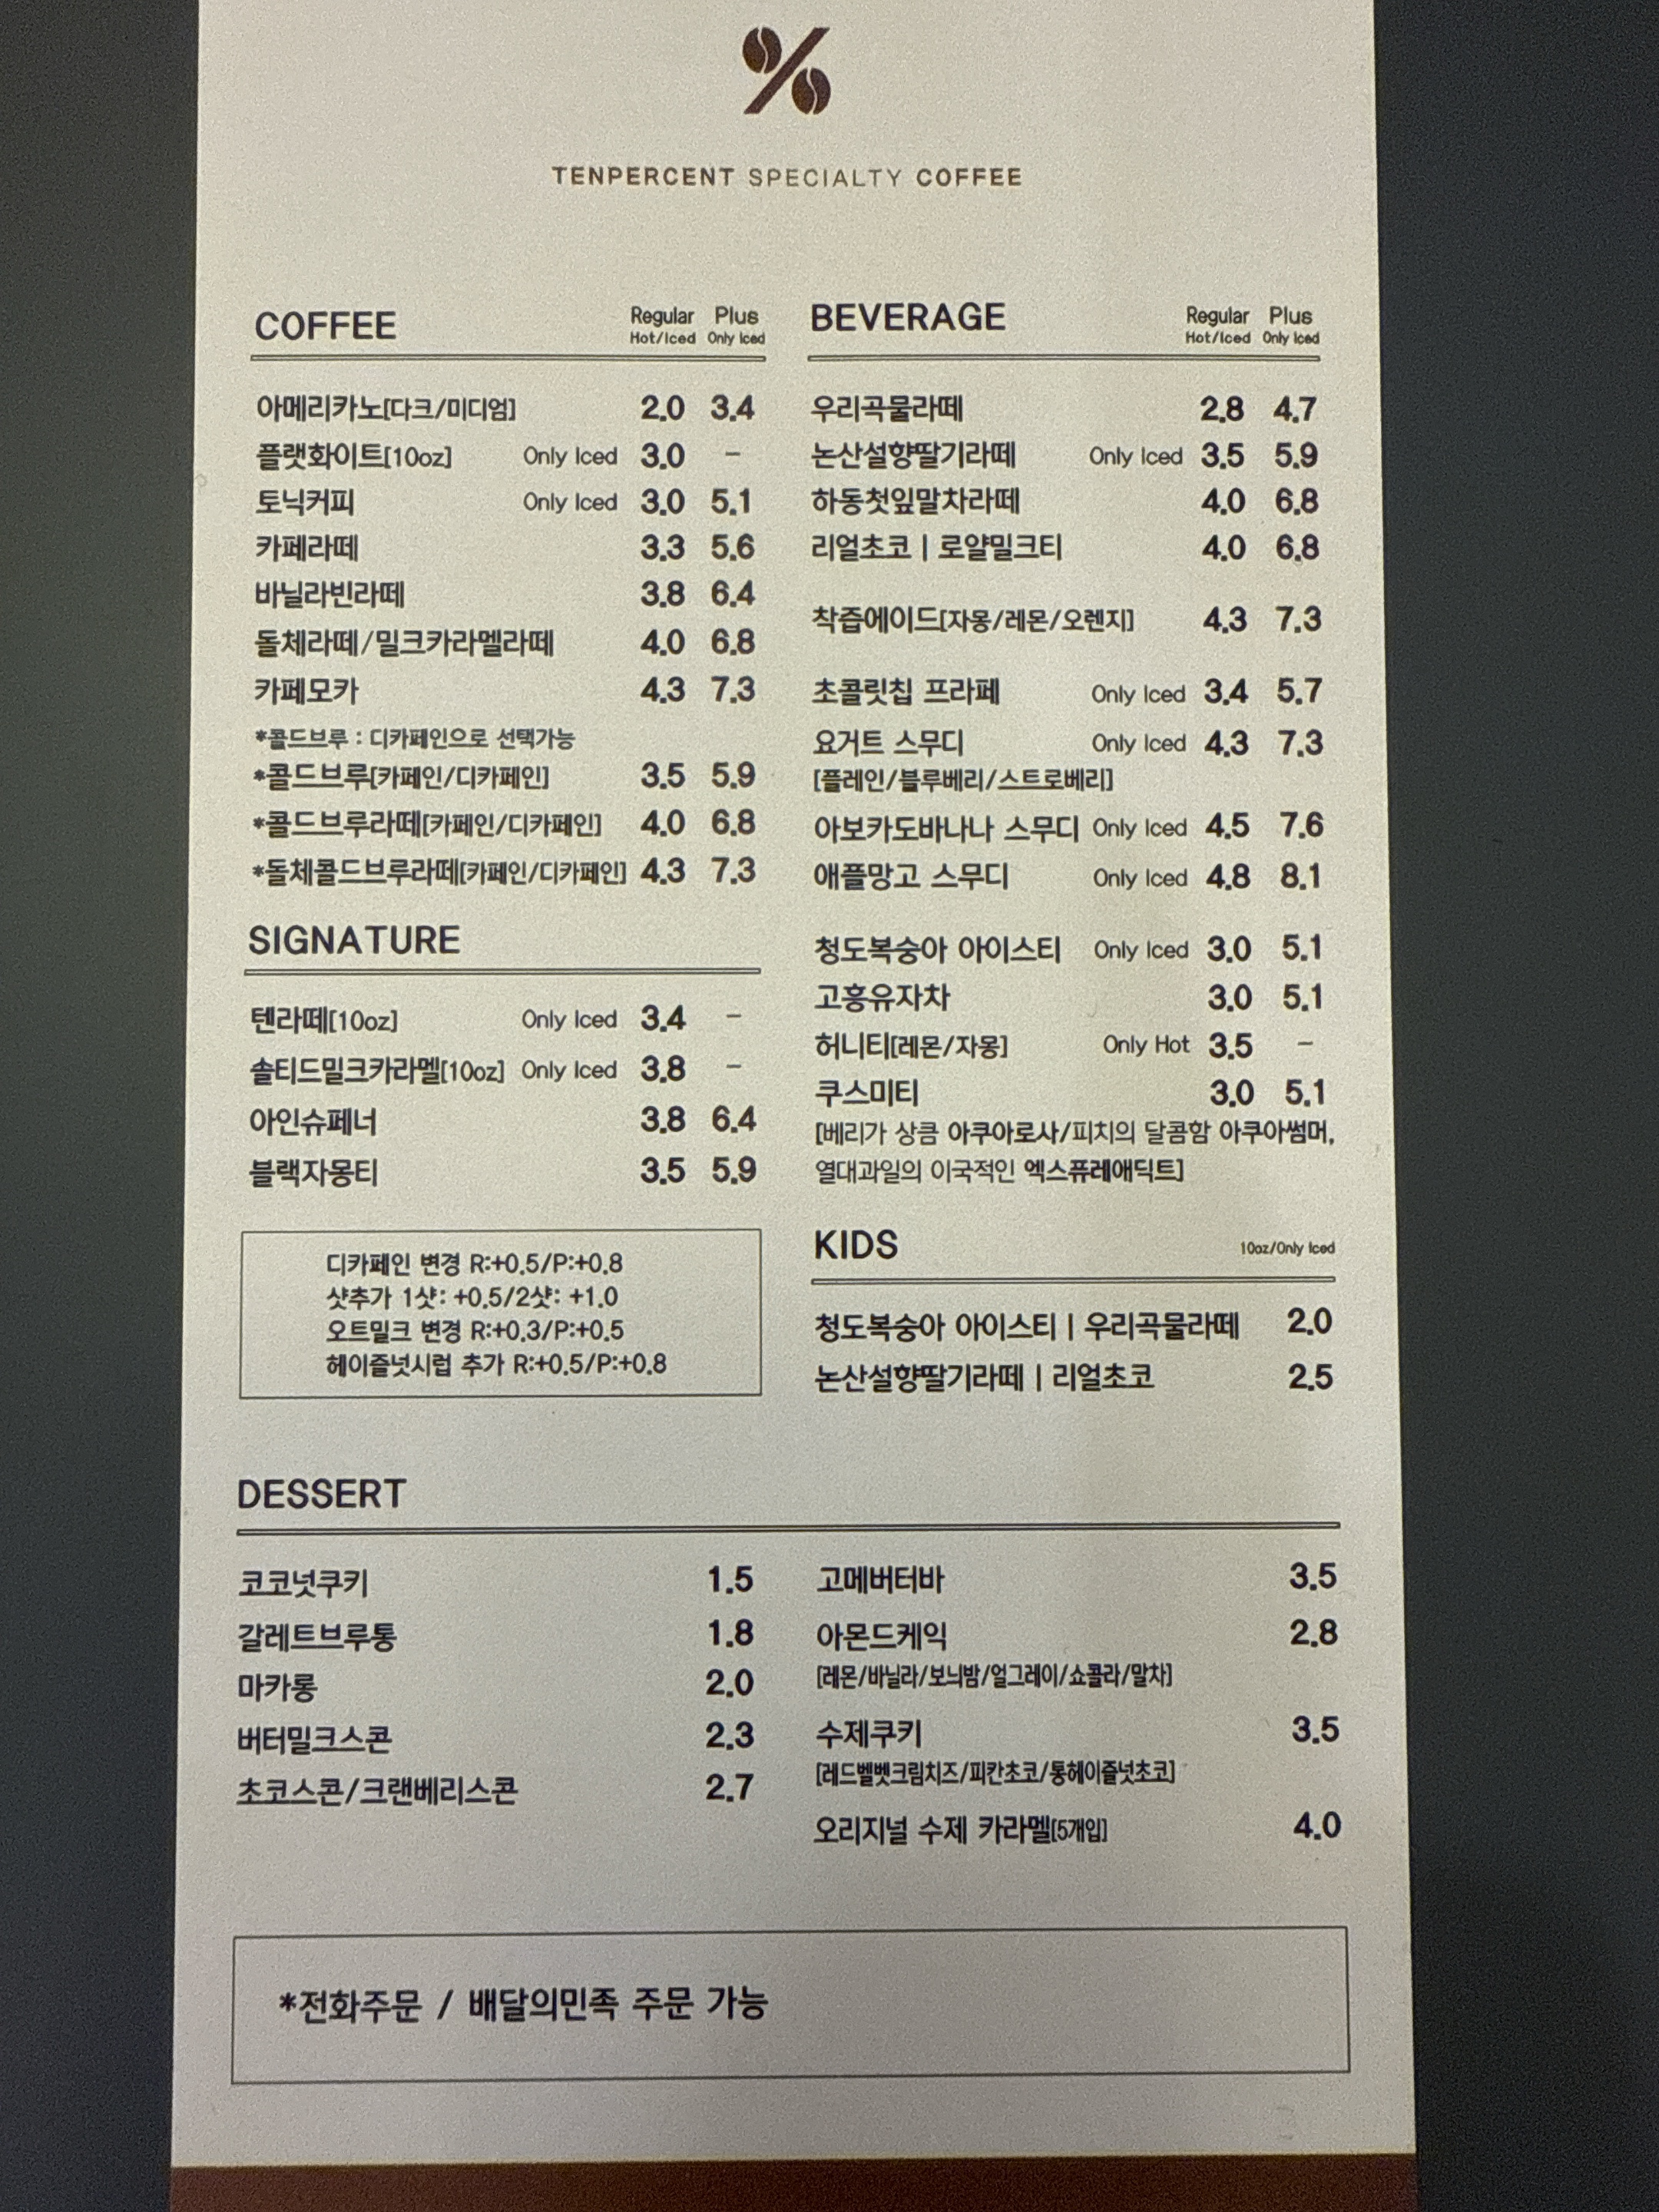 TENPERCENT SPECIALTY COFFEE
COFFEE Regular Plus
Hot/Iced Only Iced
아메리카노[다크/미디엄] 2.0 3.4
플랫화이트[10oz] Only Iced 3.0 –
토닉커피 Only Iced 3.0 5.1
카페라떼 3.3 5.6
바닐라빈라떼 3.8 6.4
돌체라떼/밀크카라멜라떼 4.0 6.8
카페모카 4.3 7.3
*콜드브루 : 디카페인으로 선택가능
*콜드브루[카페인/디카페인] 3.5 5.9
*콜드브루라떼[카페인/디카페인] 4.0 6.8
*돌체콜드브루라떼[카페인/디카페인] 4.3 7.3
SIGNATURE
텐라떼[10oz] Only Iced 3.4 –
솔티드밀크카라멜[10oz] Only Iced 3.8 –
아인슈페너 3.8 6.4
블랙자몽티 3.5 5.9
디카페인 변경 R:+0.5/P:+0.8
샷추가 1샷: +0.5/2샷: +1.0
오트밀크 변경 R:+0.3/P:+0.5
헤이즐넛시럽 추가 R:+0.5/P:+0.8
BEVERAGE Regular Plus
Hot/Iced Only Iced
우리곡물라떼 2.8 4.7
논산설향딸기라떼 Only Iced 3.5 5.9
하동첫잎말차라떼 4.0 6.8
리얼초코 | 로얄밀크티 4.0 6.8
착즙에이드[자몽/레몬/오렌지] 4.3 7.3
초콜릿칩 프라페 Only Iced 3.4 5.7
요거트 스무디 Only Iced 4.3 7.3
[플레인/블루베리/스트로베리]
아보카도바나나 스무디 Only Iced 4.5 7.6
애플망고 스무디 Only Iced 4.8 8.1
청도복숭아 아이스티 Only Iced 3.0 5.1
고흥유자차 3.0 5.1
허니티[레몬/자몽] Only Hot 3.5 –
쿠스미티 3.0 5.1
[베리가 상큼 아쿠아로사/피치의 달콤함 아쿠아썸머,
열대과일의 이국적인 엑스퓨레애딕트]
KIDS 10oz/Only Iced
청도복숭아 아이스티 | 우리곡물라떼 2.0
논산설향딸기라떼 | 리얼초코 2.5
DESSERT
코코넛쿠키 1.5
갈레트브루통 1.8
마카롱 2.0
버터밀크스콘 2.3
초코스콘/크랜베리스콘 2.7
고메버터바 3.5
아몬드케익 2.8
[레몬/바닐라/보늬밤/얼그레이/쇼콜라/말차]
수제쿠키 3.5
[레드벨벳크림치즈/피칸초코/통헤이즐넛초코]
오리지널 수제 카라멜[5개입] 4.0
*전화주문 / 배달의민족 주문 가능